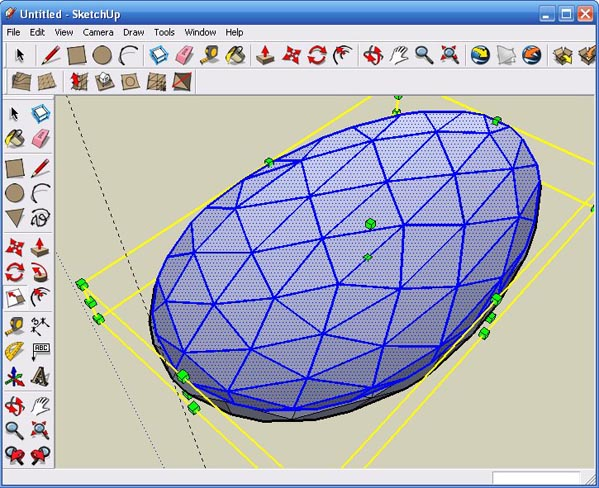 Untitled - SketchUp
File Edit View Camera Draw Tools Window Help
ABC